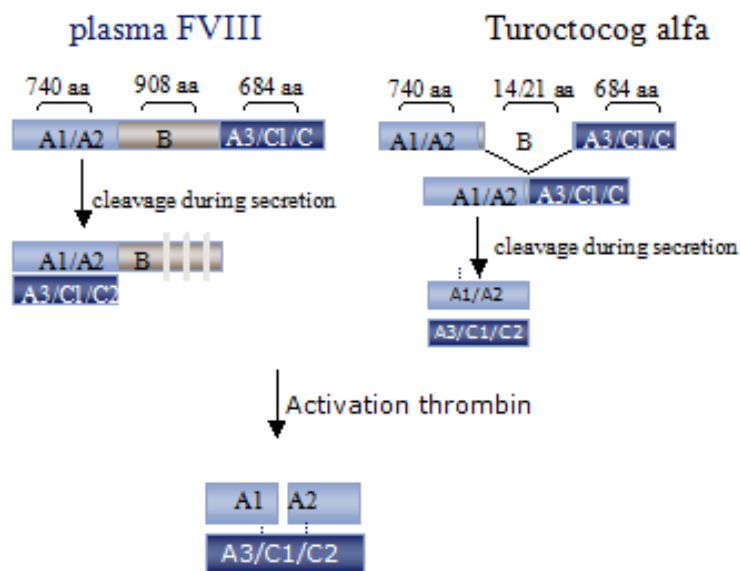 plasma FVIII
Turoctocog alfa
740 aa 908 aa 684 aa
740 aa 14/21 aa 684 aa
A1/A2 B A3/C1/C
A1/A2 B A3/C1/C
A1/A2 A3/C1/C
cleavage during secretion
cleavage during secretion
A1/A2 B
A3/C1/C2
A1/A2
A3/C1/C2
Activation thrombin
A1 A2
A3/C1/C2